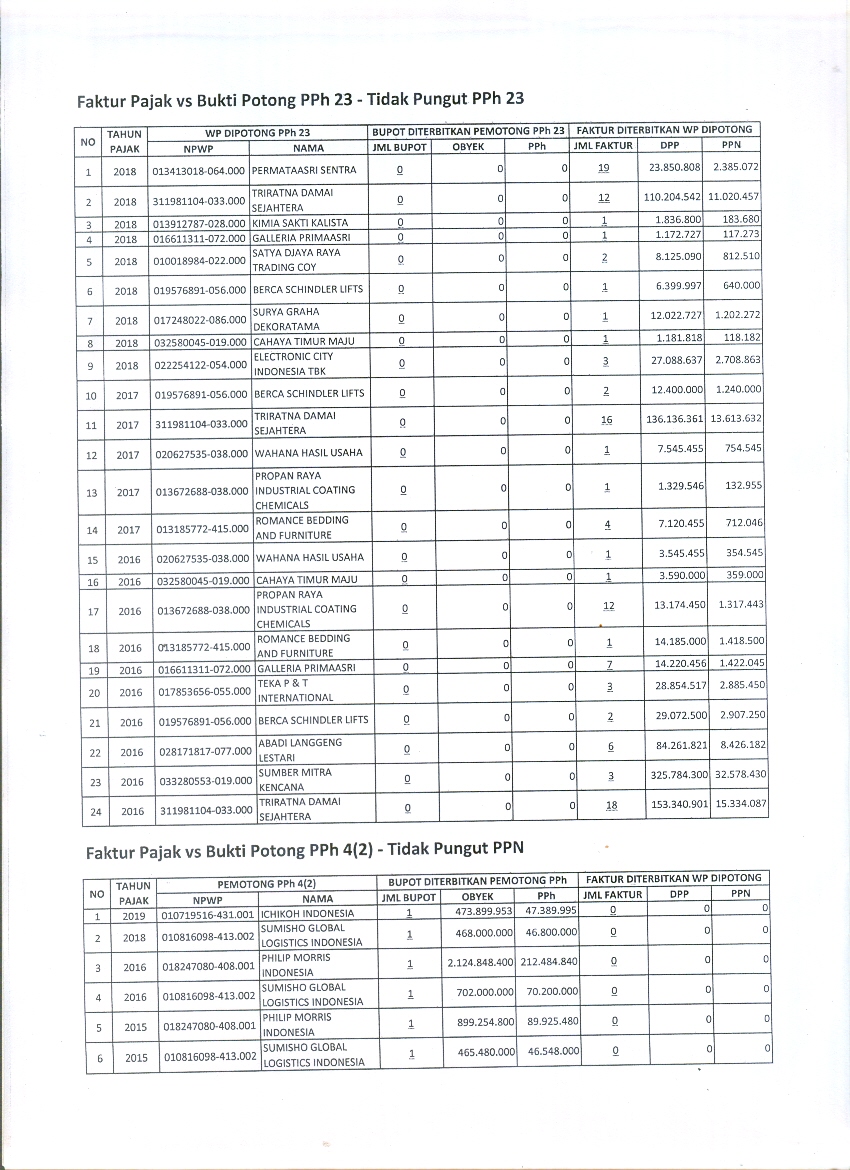 Faktur Pajak vs Bukti Potong PPh 23 - Tidak Pungut PPh 23
NO TAHUN PAJAK WP DIPOTONG PPh 23 BUPOT DITERBITKAN PEMOTONG PPh 23 FAKTUR DITERBITKAN WP DIPOTONG
NPWP NAMA JML BUPOT OBYEK PPh JML FAKTUR DPP PPN
1 2018 013413018-064.000 PERMATAASRI SENTRA 0 0 0 19 23.850.808 2.385.072
2 2018 311981104-033.000 TRIRATNA DAMAI SEJAHTERA 0 0 0 12 110.204.542 11.020.457
3 2018 013912787-028.000 KIMIA SAKTI KALISTA 0 0 0 1 1.836.800 183.680
4 2018 016611311-072.000 GALLERIA PRIMAASRI 0 0 0 1 1.172.727 117.273
5 2018 010018984-022.000 SATYA DJAYA RAYA TRADING COY 0 0 0 2 8.125.090 812.510
6 2018 019576891-056.000 BERCA SCHINDLER LIFTS 0 0 0 1 6.399.997 640.000
7 2018 017248022-086.000 SURYA GRAHA DEKORATAMA 0 0 0 1 12.022.727 1.202.272
8 2018 032580045-019.000 CAHAYA TIMUR MAJU 0 0 0 1 1.181.818 118.182
9 2018 022254122-054.000 ELECTRONIC CITY INDONESIA TBK 0 0 0 3 27.088.637 2.708.863
10 2017 019576891-056.000 BERCA SCHINDLER LIFTS 0 0 0 2 12.400.000 1.240.000
11 2017 311981104-033.000 TRIRATNA DAMAI SEJAHTERA 0 0 0 16 136.136.361 13.613.632
12 2017 020627535-038.000 WAHANA HASIL USAHA 0 0 0 1 7.545.455 754.545
13 2017 013672688-038.000 PROPAN RAYA INDUSTRIAL COATING CHEMICALS 0 0 0 1 1.329.546 132.955
14 2017 013185772-415.000 ROMANCE BEDDING AND FURNITURE 0 0 0 4 7.120.455 712.046
15 2016 020627535-038.000 WAHANA HASIL USAHA 0 0 0 1 3.545.455 354.545
16 2016 032580045-019.000 CAHAYA TIMUR MAJU 0 0 0 1 3.590.000 359.000
17 2016 013672688-038.000 PROPAN RAYA INDUSTRIAL COATING CHEMICALS 0 0 0 12 13.174.450 1.317.443
18 2016 013185772-415.000 ROMANCE BEDDING AND FURNITURE 0 0 0 1 14.185.000 1.418.500
19 2016 016611311-072.000 GALLERIA PRIMAASRI 0 0 0 7 14.220.456 1.422.045
20 2016 017853656-055.000 TEKA P & T INTERNATIONAL 0 0 0 3 28.854.517 2.885.450
21 2016 019576891-056.000 BERCA SCHINDLER LIFTS 0 0 0 2 29.072.500 2.907.250
22 2016 028171817-077.000 ABADI LANGGENG LESTARI 0 0 0 6 84.261.821 8.426.182
23 2016 033280553-019.000 SUMBER MITRA KENCANA 0 0 0 3 325.784.300 32.578.430
24 2016 311981104-033.000 TRIRATNA DAMAI SEJAHTERA 0 0 0 18 153.340.901 15.334.087
Faktur Pajak vs Bukti Potong PPh 4(2) - Tidak Pungut PPN
NO TAHUN PAJAK PEMOTONG PPh 4(2) BUPOT DITERBITKAN PEMOTONG PPh FAKTUR DITERBITKAN WP DIPOTONG
NPWP NAMA JML BUPOT OBYEK PPh JML FAKTUR DPP PPN
1 2019 010719516-431.001 ICHIKOH INDONESIA 1 473.899.953 47.389.995 0 0 0
2 2018 010816098-413.002 SUMISHO GLOBAL LOGISTICS INDONESIA 1 468.000.000 46.800.000 0 0 0
3 2016 018247080-408.001 PHILIP MORRIS INDONESIA 1 2.124.848.400 212.484.840 0 0 0
4 2016 010816098-413.002 SUMISHO GLOBAL LOGISTICS INDONESIA 1 702.000.000 70.200.000 0 0 0
5 2015 018247080-408.001 PHILIP MORRIS INDONESIA 1 899.254.800 89.925.480 0 0 0
6 2015 010816098-413.002 SUMISHO GLOBAL LOGISTICS INDONESIA 1 465.480.000 46.548.000 0 0 0